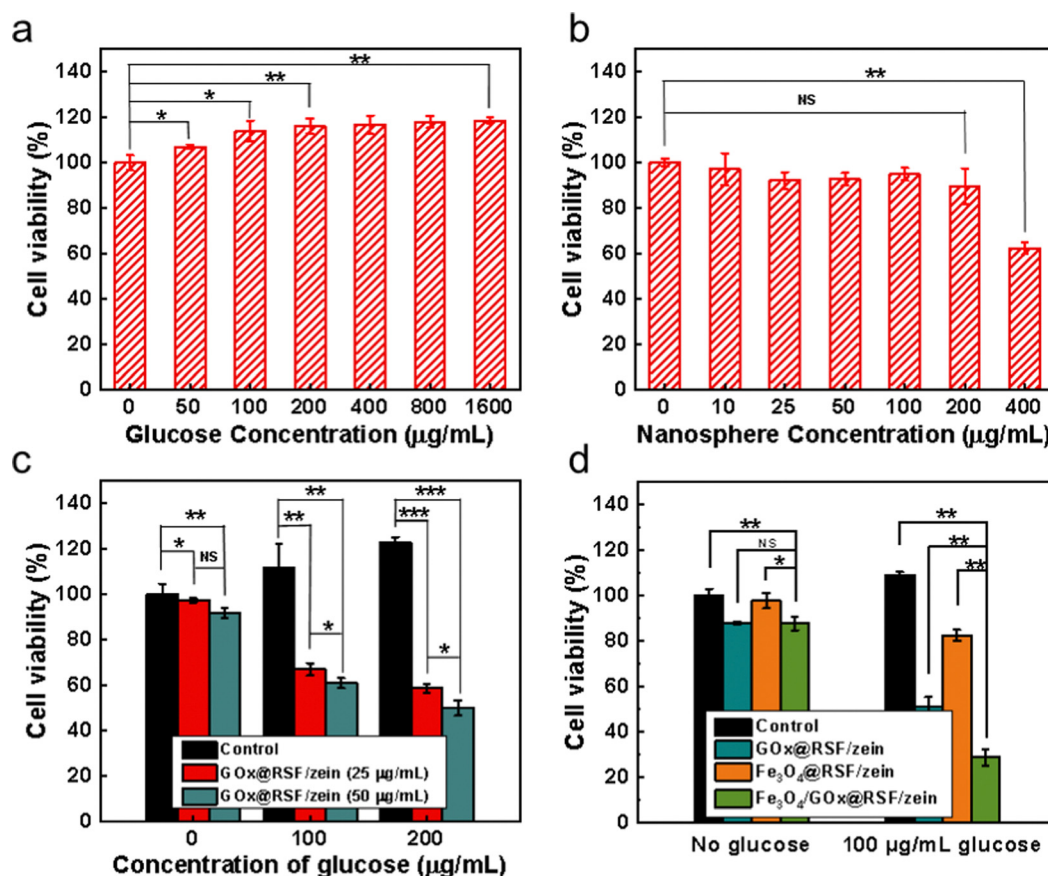 a
140
120
100
80
60
40
20
0
Cell viability (%)
**
**
*
*
0 50 100 200 400 800 1600
Glucose Concentration (μg/mL)
b
140
120
100
80
60
40
20
0
Cell viability (%)
**
NS
0 10 25 50 100 200 400
Nanosphere Concentration (μg/mL)
c
140
120
100
80
60
40
20
0
Cell viability (%)
**
*
NS
**
**
*
***
***
*
Control
GOx@RSF/zein (25 μg/mL)
GOx@RSF/zein (50 μg/mL)
0 100 200
Concentration of glucose (μg/mL)
d
140
120
100
80
60
40
20
0
Cell viability (%)
**
NS
*
**
**
**
Control
GOx@RSF/zein
Fe₃O₄@RSF/zein
Fe₃O₄/GOx@RSF/zein
No glucose 100 μg/mL glucose